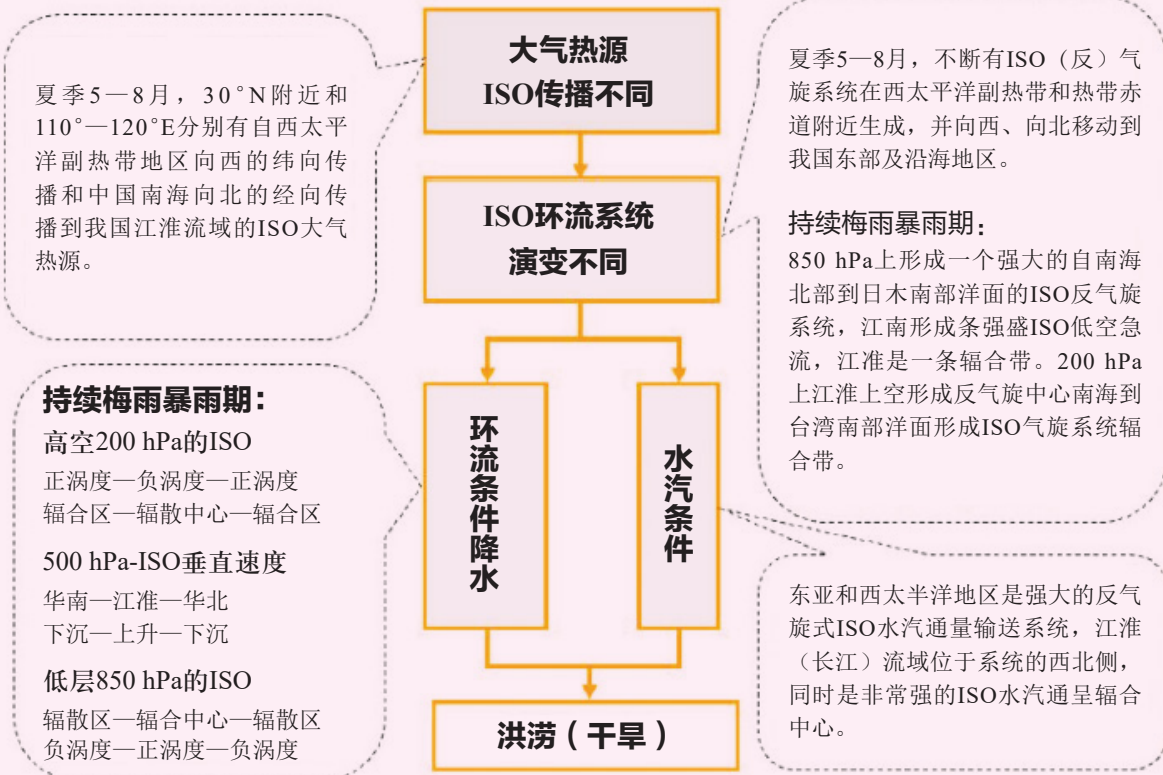 大气热源
ISO传播不同
夏季5—8月，30°N附近和
110°—120°E分别有自西太平
洋副热带地区向西的纬向传
播和中国南海向北的经向传
播到我国江淮流域的ISO大气
热源。
ISO环流系统
演变不同
夏季5—8月，不断有ISO（反）气
旋系统在西太平洋副热带和热带赤
道附近生成，并向西、向北移动到
我国东部及沿海地区。
持续梅雨暴雨期：
850 hPa上形成一个强大的自南海
北部到日木南部洋面的ISO反气旋
系统，江南形成条强盛ISO低空急
流，江准是一条辐合带。200 hPa
上江淮上空形成反气旋中心南海到
台湾南部洋面形成ISO气旋系统辐
合带。
持续梅雨暴雨期：
高空200 hPa的ISO
正涡度—负涡度—正涡度
辐合区—辐散中心—辐合区
500 hPa-ISO垂直速度
华南—江准—华北
下沉—上升—下沉
低层850 hPa的ISO
辐散区—辐合中心—辐散区
负涡度—正涡度—负涡度
环流条件降水
水汽条件
东亚和西太半洋地区是强大的反气
旋式ISO水汽通量输送系统，江淮
（长江）流域位于系统的西北侧，
同时是非常强的ISO水汽通呈辐合
中心。
洪涝（干旱）